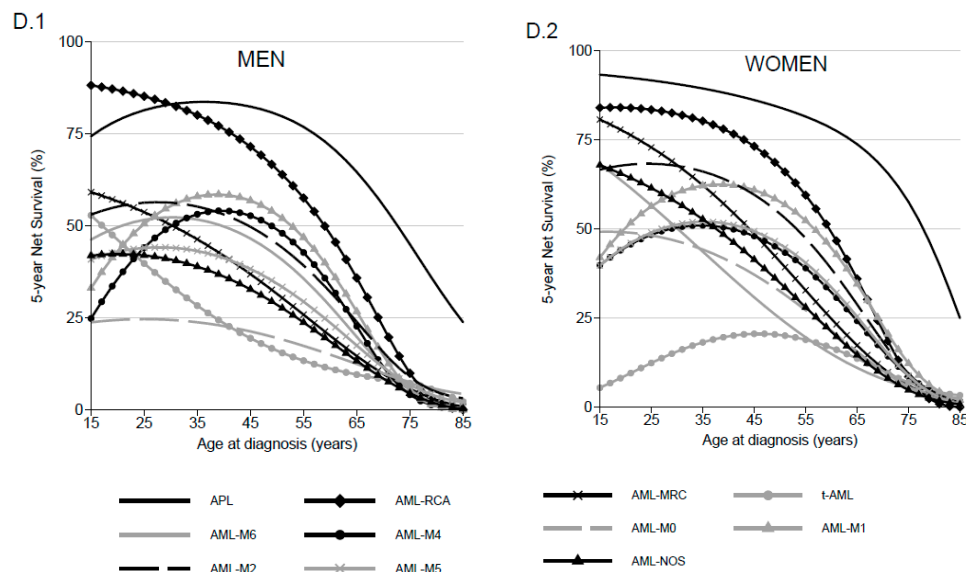 D.1
MEN
100
75
50
25
0
5-year Net Survival (%)
15 25 35 45 55 65 75 85
Age at diagnosis (years)
D.2
WOMEN
100
75
50
25
0
5-year Net Survival (%)
15 25 35 45 55 65 75 85
Age at diagnosis (years)
APL AML-RCA
AML-M6 AML-M4
AML-M2 AML-M5
AML-MRC t-AML
AML-M0 AML-M1
AML-NOS